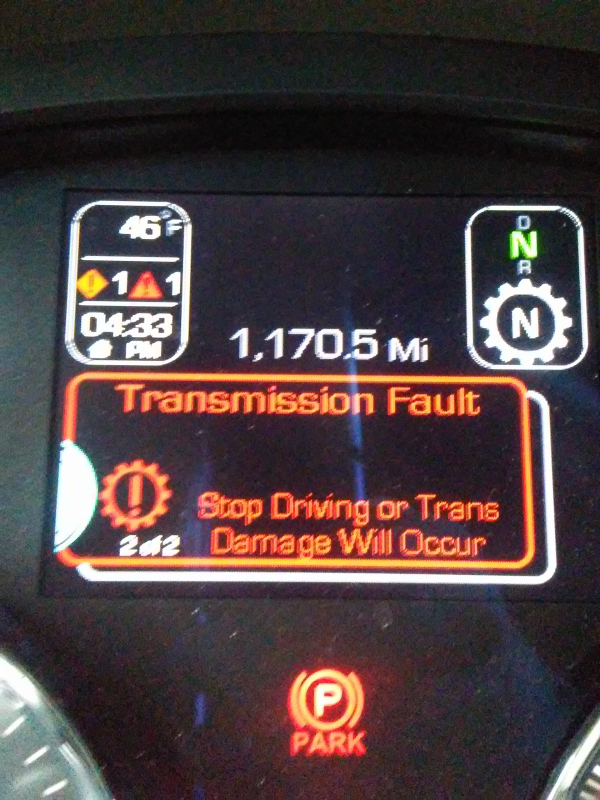 46°F
1 1
04:33
PM
D
N
R
N
1,170.5 Mi
Transmission Fault
Stop Driving or Trans
Damage Will Occur
2 of 2
P
PARK